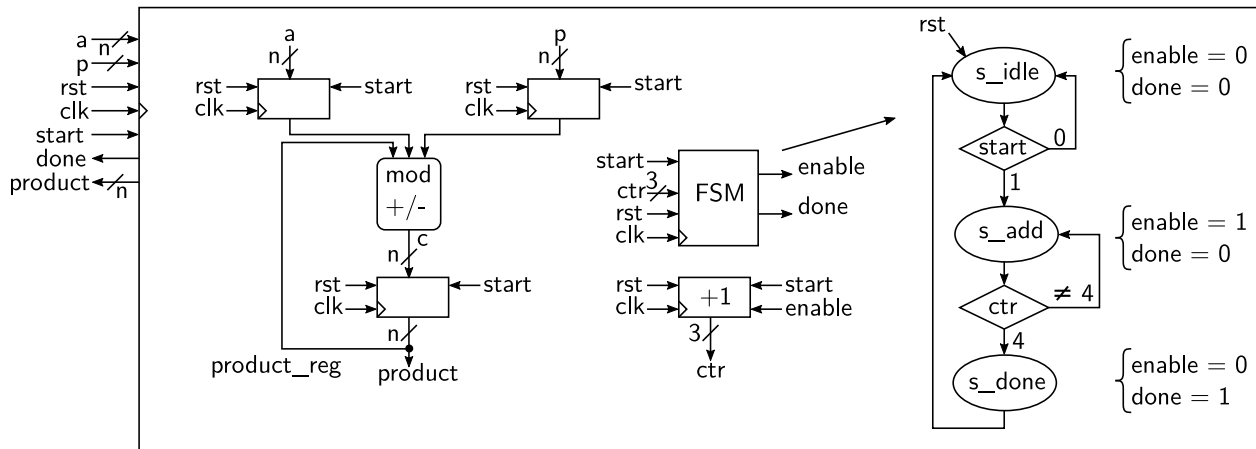 a
n
p
rst
clk
start
done
product
n
a
n
rst
start
clk
p
n
rst
start
clk
mod
+/-
c
n
rst
start
clk
n
product_reg
product
start
ctr
3
rst
clk
FSM
enable
done
rst
clk
+1
start
enable
3
ctr
rst
s_idle
enable = 0
done = 0
start
0
1
s_add
enable = 1
done = 0
ctr
≠ 4
4
s_done
enable = 0
done = 1